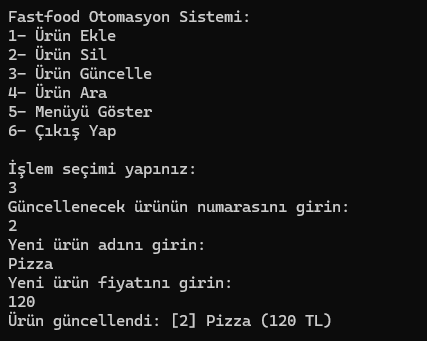 Fastfood Otomasyon Sistemi:
1- Ürün Ekle
2- Ürün Sil
3- Ürün Güncelle
4- Ürün Ara
5- Menüyü Göster
6- Çıkış Yap

İşlem seçimi yapınız:
3
Güncellenecek ürünün numarasını girin:
2
Yeni ürün adını girin:
Pizza
Yeni ürün fiyatını girin:
120
Ürün güncellendi: [2] Pizza (120 TL)